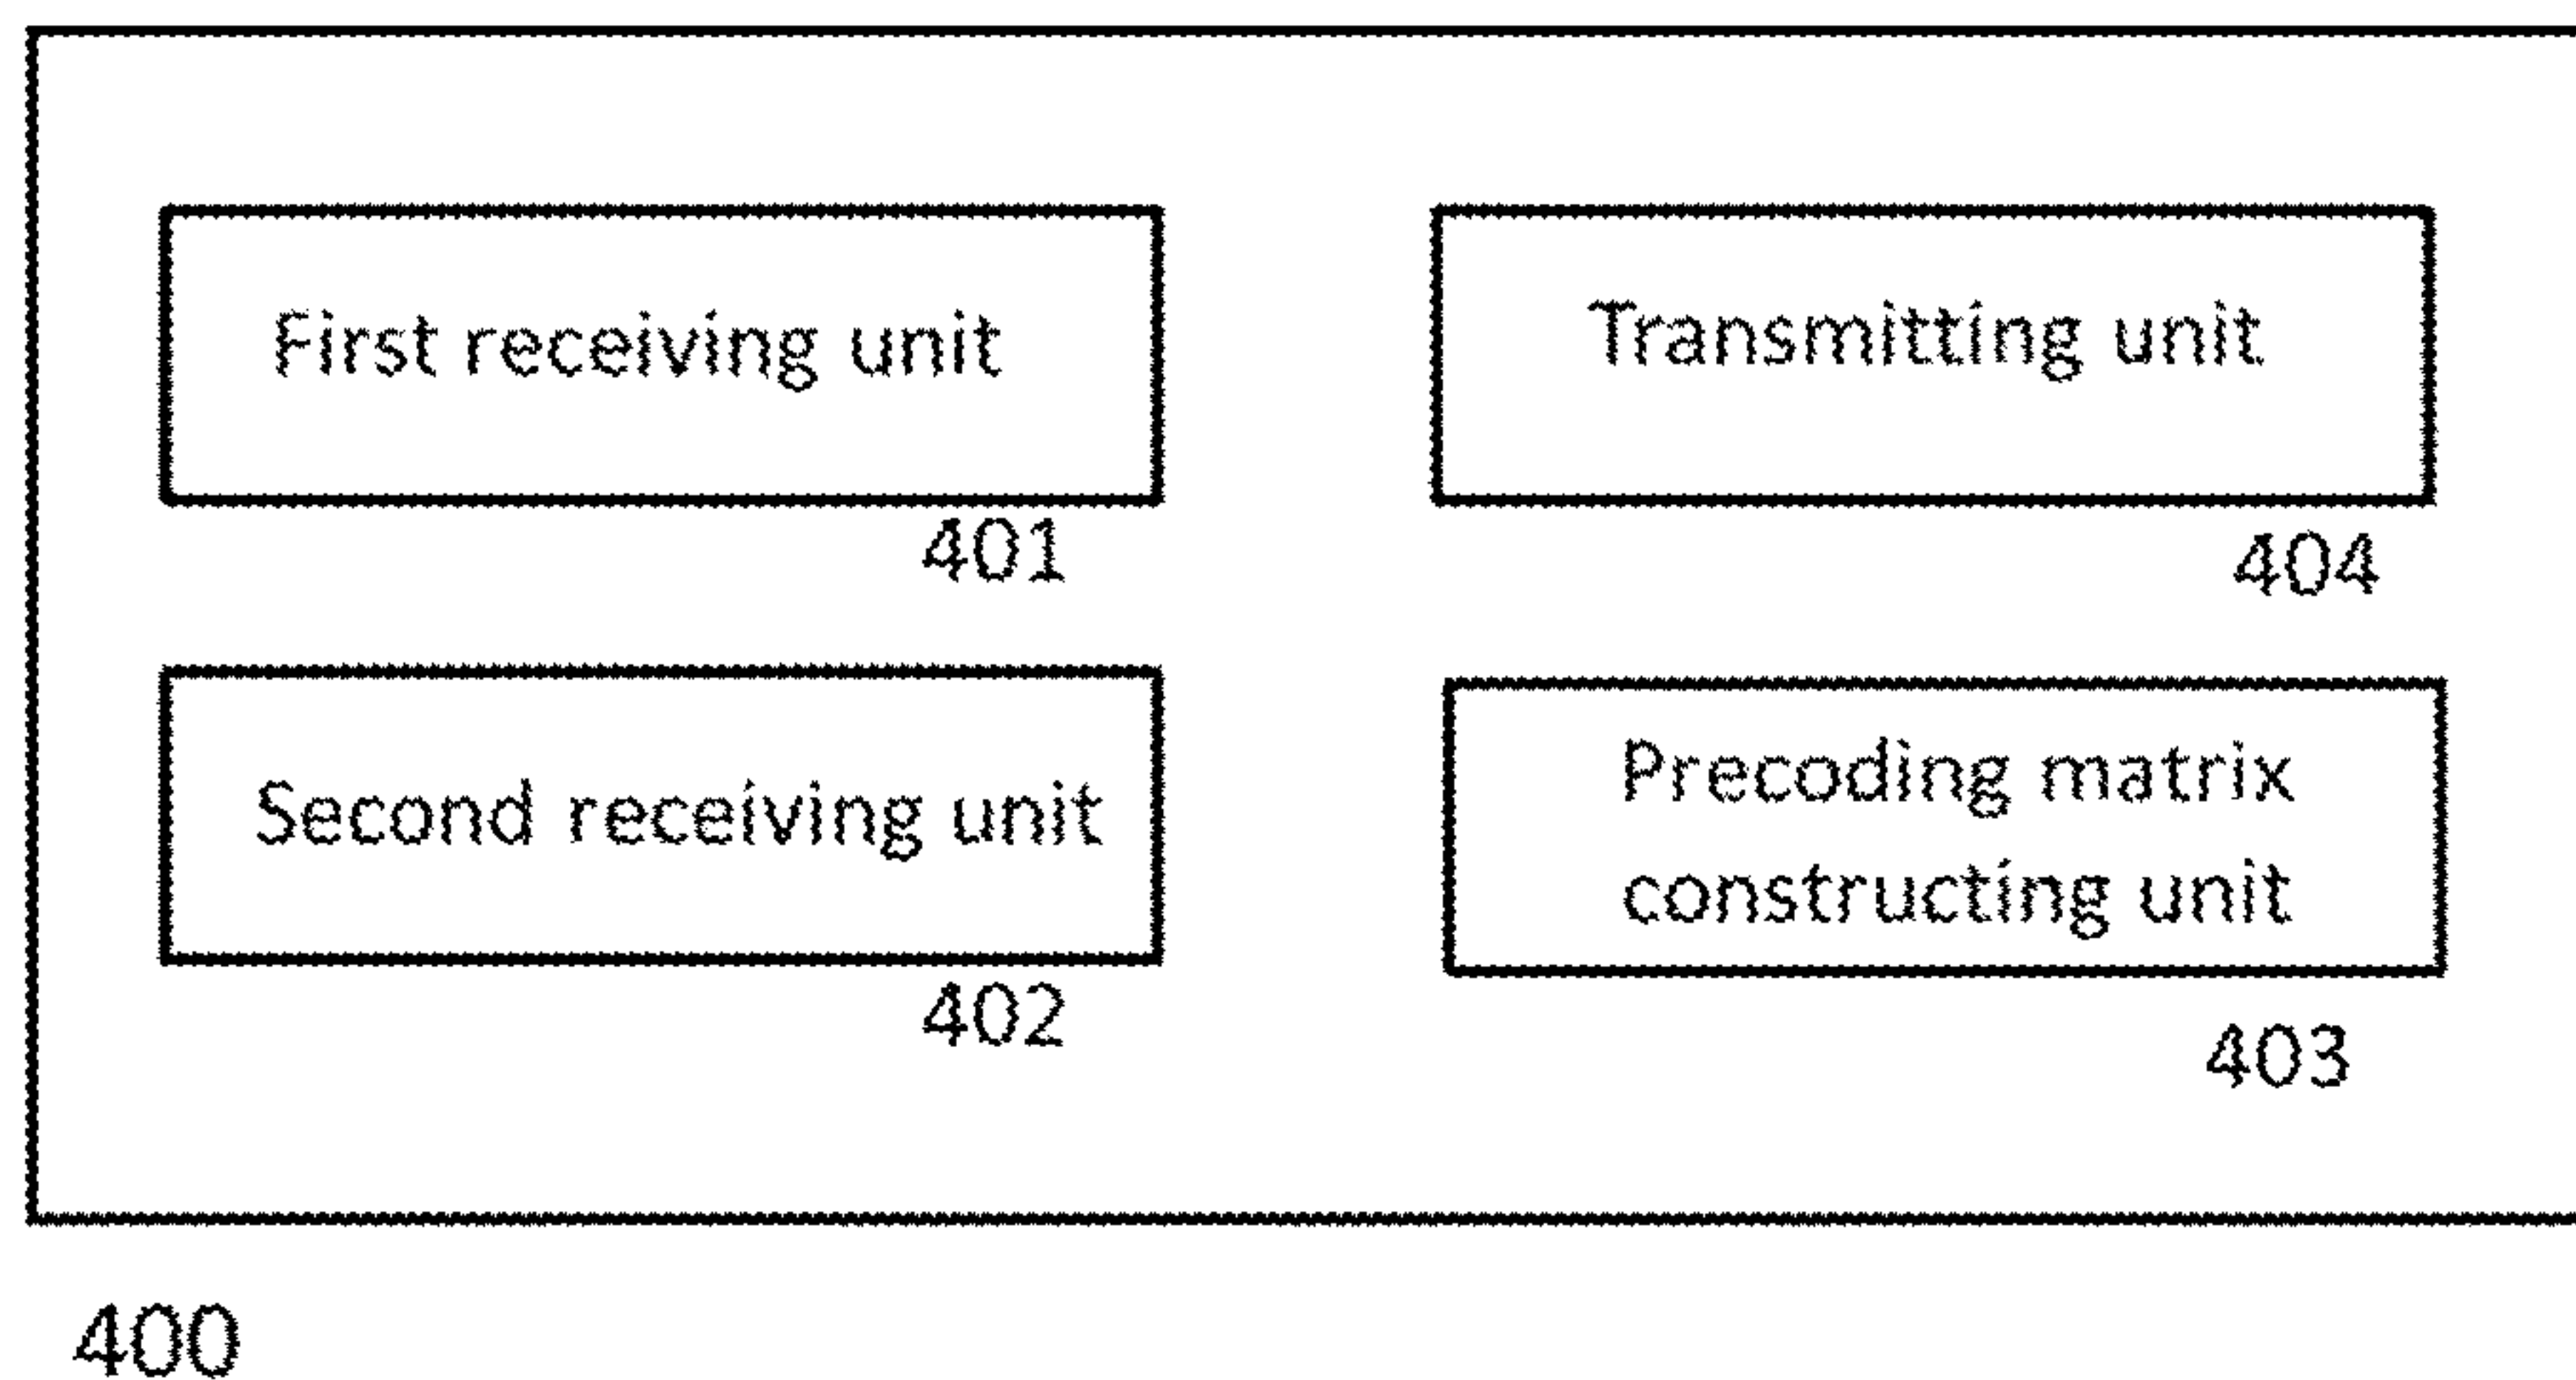 First receiving unit
401
Transmitting unit
404
Second receiving unit
402
Precoding matrix
constructing unit
403
400